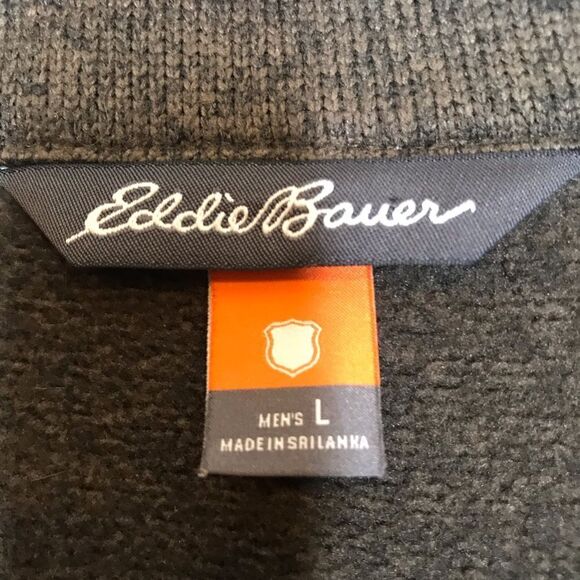 Eddie Bauer
MEN'S L
MADE IN SRI LANKA